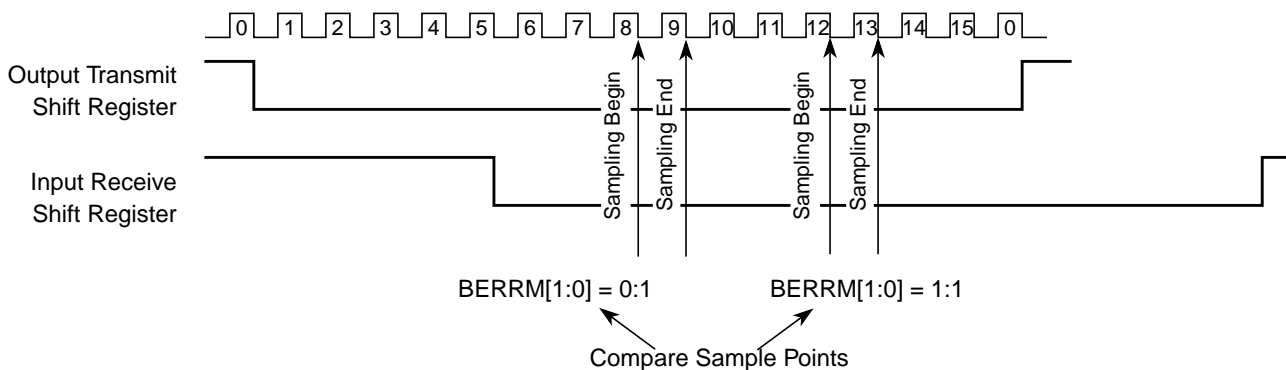 0 1 2 3 4 5 6 7 8 9 10 11 12 13 14 15 0
Output Transmit
Shift Register
Input Receive
Shift Register
Sampling Begin
Sampling End
Sampling Begin
Sampling End
BERRM[1:0] = 0:1
BERRM[1:0] = 1:1
Compare Sample Points